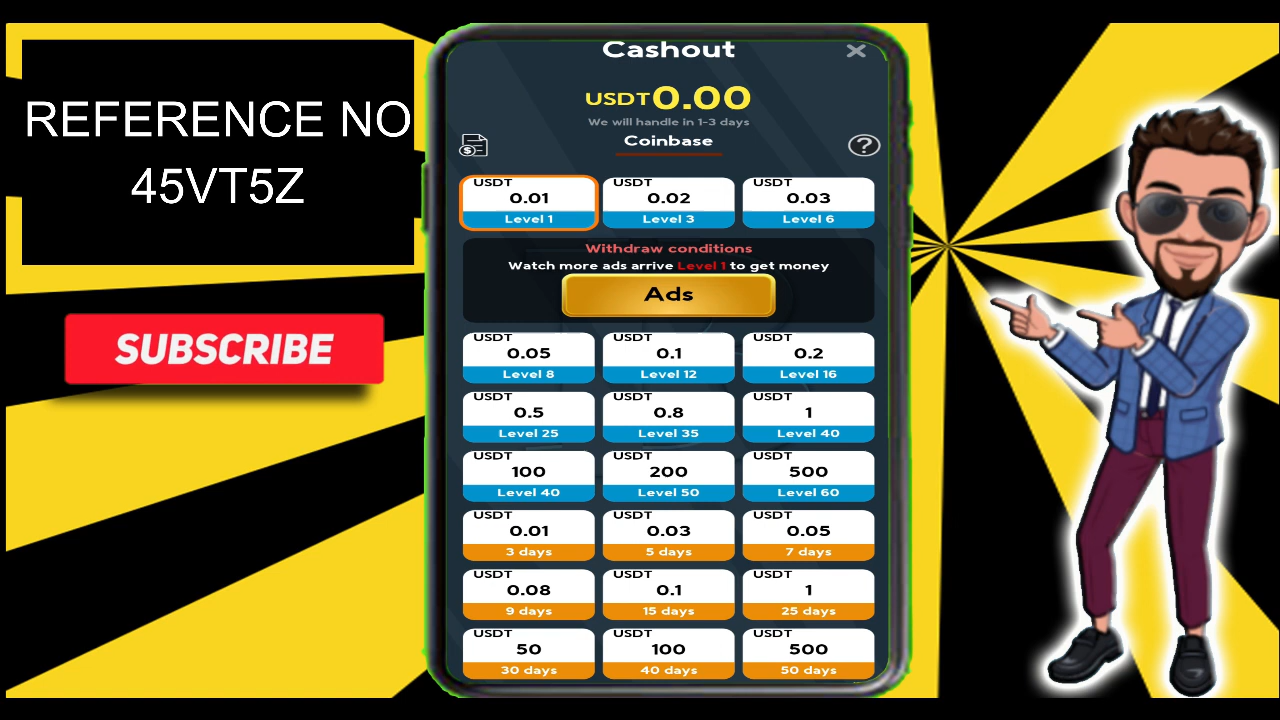 REFERENCE NO
45VT5Z
SUBSCRIBE
Cashout
USDT0.00
We will handle in 1-3 days
Coinbase
USDT USDT USDT
0.01 0.02 0.03
Level 1 Level 3 Level 6
Withdraw conditions
Watch more ads arrive Level 1 to get money
Ads
USDT USDT USDT
0.05 0.1 0.2
Level 8 Level 12 Level 16
USDT USDT USDT
0.5 0.8 1
Level 25 Level 35 Level 40
USDT USDT USDT
100 200 500
Level 40 Level 50 Level 60
USDT USDT USDT
0.01 0.03 0.05
3 days 5 days 7 days
USDT USDT USDT
0.08 0.1 1
9 days 15 days 25 days
USDT USDT USDT
50 100 500
30 days 40 days 50 days